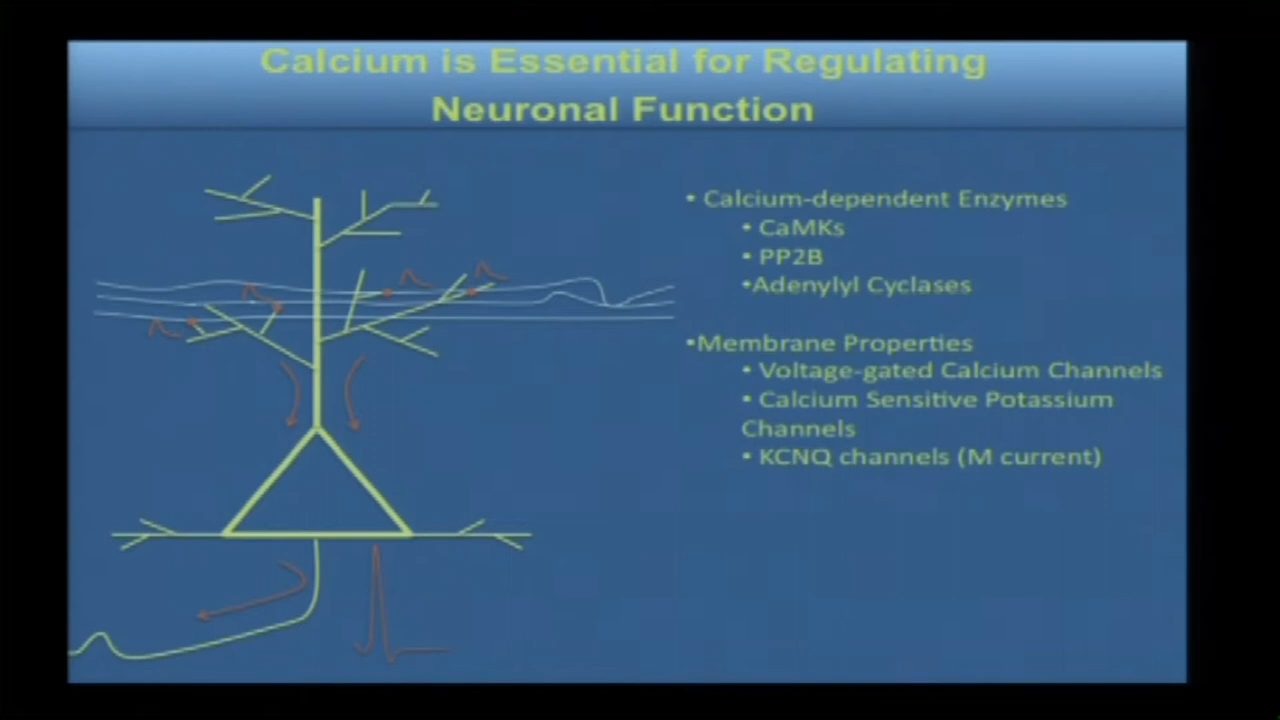 Calcium is Essential for Regulating
Neuronal Function
• Calcium-dependent Enzymes
• CaMKs
• PP2B
•Adenylyl Cyclases
•Membrane Properties
• Voltage-gated Calcium Channels
• Calcium Sensitive Potassium
Channels
• KCNQ channels (M current)